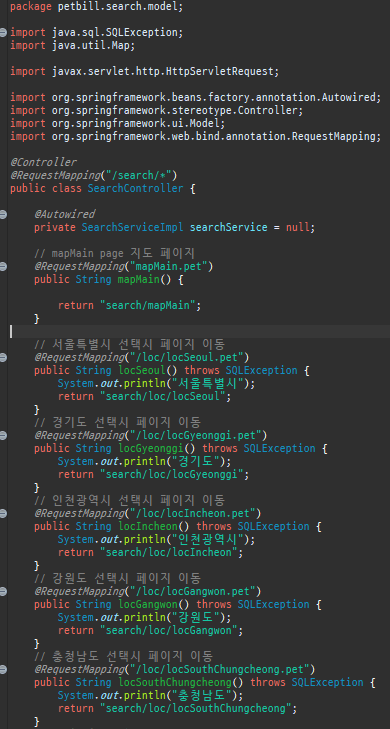 package petbill.search.model;
import java.sql.SQLException;
import java.util.Map;
import javax.servlet.http.HttpServletRequest;
import org.springframework.beans.factory.annotation.Autowired;
import org.springframework.stereotype.Controller;
import org.springframework.ui.Model;
import org.springframework.web.bind.annotation.RequestMapping;
@Controller
@RequestMapping("/search/*")
public class SearchController {
@Autowired
private SearchServiceImpl searchService = null;
// mapMain page 지도 페이지
@RequestMapping("mapMain.pet")
public String mapMain() {
return "search/mapMain";
}
// 서울특별시 선택시 페이지 이동
@RequestMapping("/loc/locSeoul.pet")
public String locSeoul() throws SQLException {
System.out.println("서울특별시");
return "search/loc/locSeoul";
}
// 경기도 선택시 페이지 이동
@RequestMapping("/loc/locGyeonggi.pet")
public String locGyeonggi() throws SQLException {
System.out.println("경기도");
return "search/loc/locGyeonggi";
}
// 인천광역시 선택시 페이지 이동
@RequestMapping("/loc/locIncheon.pet")
public String locIncheon() throws SQLException {
System.out.println("인천광역시");
return "search/loc/locIncheon";
}
// 강원도 선택시 페이지 이동
@RequestMapping("/loc/locGangwon.pet")
public String locGangwon() throws SQLException {
System.out.println("강원도");
return "search/loc/locGangwon";
}
// 충청남도 선택시 페이지 이동
@RequestMapping("/loc/locSouthChungcheong.pet")
public String locSouthChungcheong() throws SQLException {
System.out.println("충청남도");
return "search/loc/locSouthChungcheong";
}